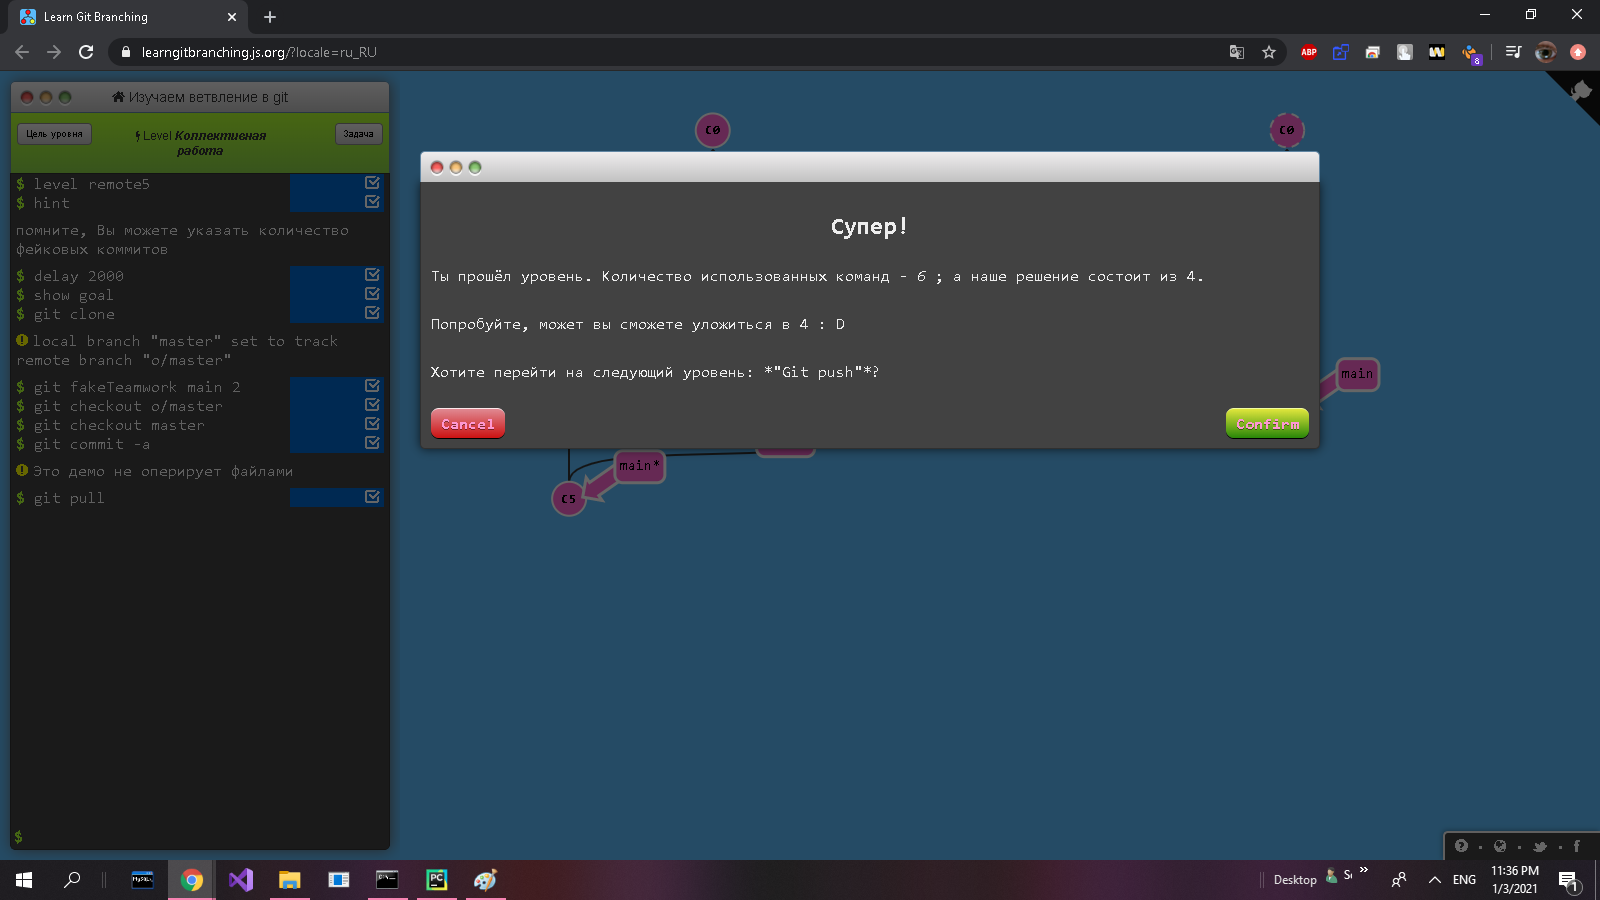 Learn Git Branching
learngitbranching.js.org/?locale=ru_RU
ABP
8
Изучаем ветвление в git
Цель уровня
Level Коллективная
работа
Задача
$ level remote5
$ hint
помните, Вы можете указать количество
фейковых коммитов
$ delay 2000
$ show goal
$ git clone
local branch "master" set to track
remote branch "o/master"
$ git fakeTeamwork main 2
$ git checkout o/master
$ git checkout master
$ git commit -a
Это демо не оперирует файлами
$ git pull
$
C0
C0
Супер!
Ты прошёл уровень. Количество использованных команд - 6 ; а наше решение состоит из 4.
Попробуйте, может вы сможете уложиться в 4 : D
Хотите перейти на следующий уровень: *"Git push"*?
Cancel
Confirm
main
main*
C5
MySQL
PC
Desktop
ENG
11:36 PM
1/3/2021
1